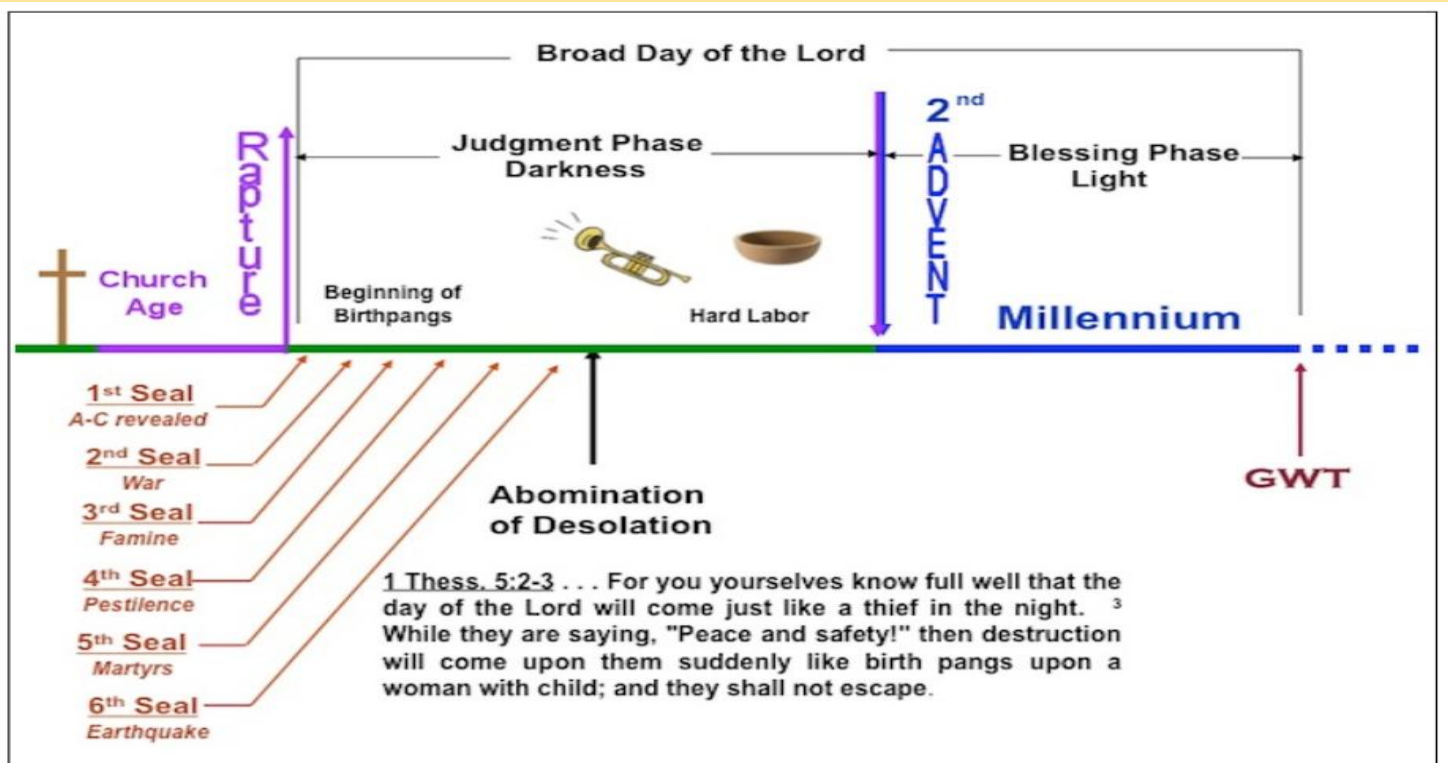 Broad Day of the Lord
Rapture
Judgment Phase
Darkness
2nd
ADVENT
Blessing Phase
Light
Church
Age
Beginning of
Birthpangs
Hard Labor
Millennium
1st Seal
A-C revealed
2nd Seal
War
3rd Seal
Famine
4th Seal
Pestilence
5th Seal
Martyrs
6th Seal
Earthquake
Abomination
of Desolation
GWT
1 Thess. 5:2-3 . . . For you yourselves know full well that the
day of the Lord will come just like a thief in the night. 3
While they are saying, "Peace and safety!" then destruction
will come upon them suddenly like birth pangs upon a
woman with child; and they shall not escape.